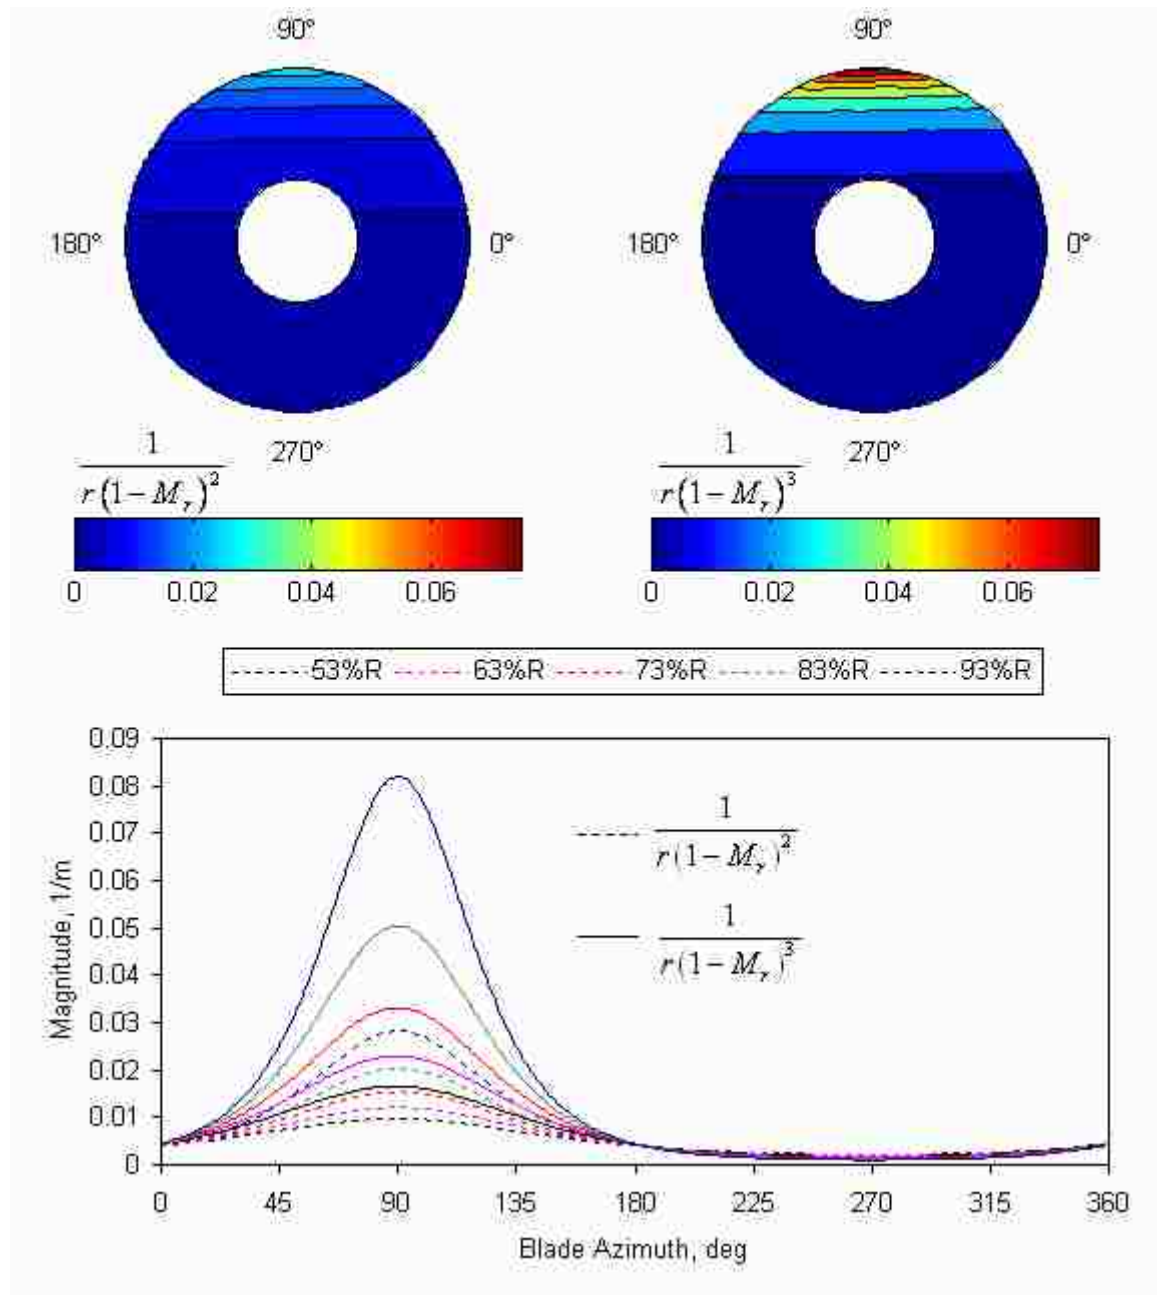 90° 90°
180° 0° 180° 0°
270° 270°
1/(r(1−M_r)^2) 1/(r(1−M_r)^3)
0 0.02 0.04 0.06 0 0.02 0.04 0.06
53%R 63%R 73%R 83%R 93%R
0.09
0.08
0.07
0.06
0.05
0.04
0.03
0.02
0.01
0
Magnitude, 1/m
1/(r(1−M_r)^2)
1/(r(1−M_r)^3)
0 45 90 135 180 225 270 315 360
Blade Azimuth, deg